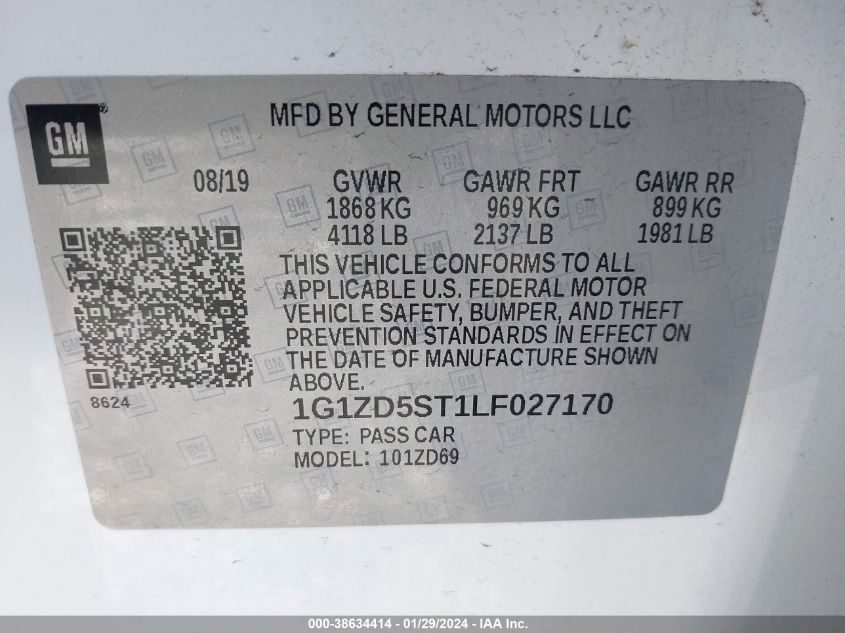 GM
MFD BY GENERAL MOTORS LLC
08/19 GVWR GAWR FRT GAWR RR
1868 KG 969 KG 899 KG
4118 LB 2137 LB 1981 LB
THIS VEHICLE CONFORMS TO ALL
APPLICABLE U.S. FEDERAL MOTOR
VEHICLE SAFETY, BUMPER, AND THEFT
PREVENTION STANDARDS IN EFFECT ON
THE DATE OF MANUFACTURE SHOWN
ABOVE.
8624
1G1ZD5ST1LF027170
TYPE: PASS CAR
MODEL: 101ZD69
000-38634414 - 01/29/2024 - IAA Inc.